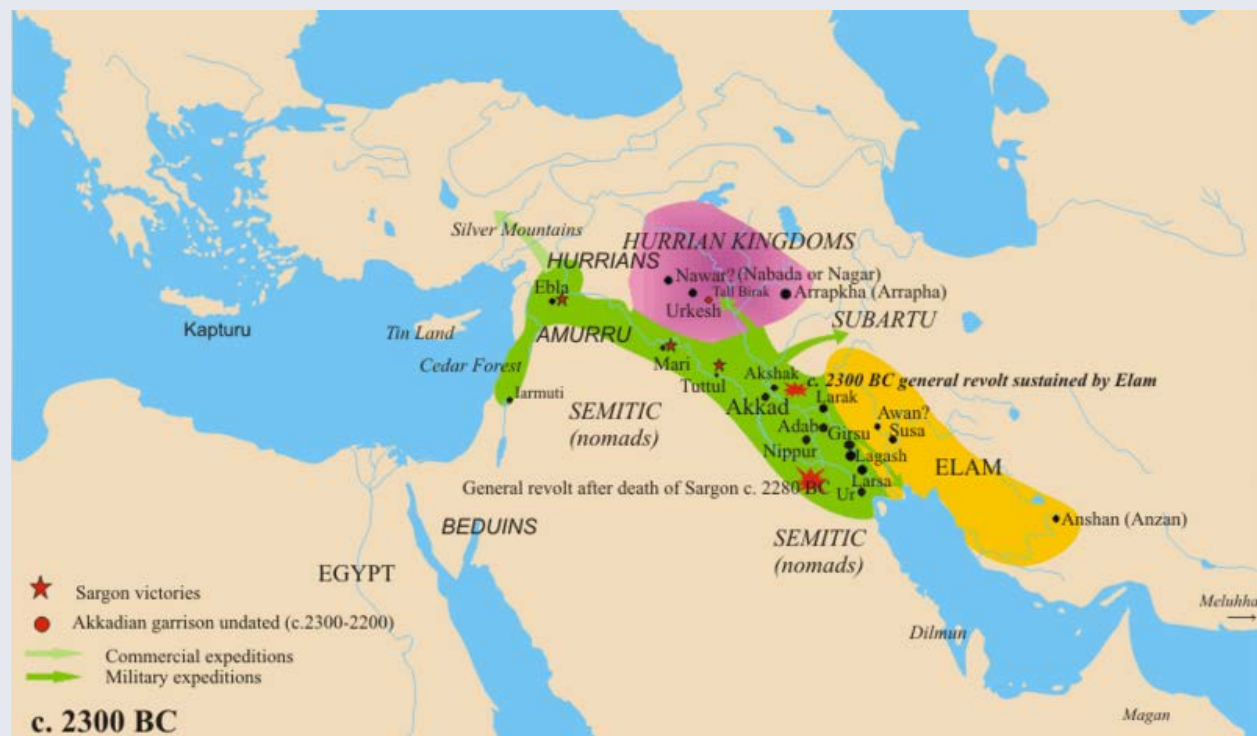 Silver Mountains
HURRIAN KINGDOMS
HURRIANS
Nawar? (Nabada or Nagar)
Ebla
Tall Birak
Arrapkha (Arrapha)
Urkesh
Kapturu
Tin Land
AMURRU
SUBARTU
Cedar Forest
Mari
Tuttul
Akshak
c. 2300 BC general revolt sustained by Elam
Iarmuti
Akkad
Larak
SEMITIC
(nomads)
Awan?
Adab
Girsu
Susa
Nippur
Lagash
ELAM
Larsa
General revolt after death of Sargon c. 2280 BC
Ur
BEDUINS
SEMITIC
(nomads)
Anshan (Anzan)
EGYPT
Sargon victories
Meluhha
Akkadian garrison undated (c.2300-2200)
Dilmun
Commercial expeditions
Military expeditions
c. 2300 BC
Magan